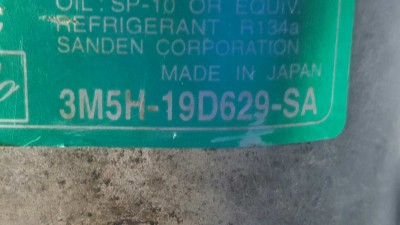 OIL: SP-10 OR EQUIV.
REFRIGERANT R134a
SANDEN CORPORATION
MADE IN JAPAN
3M5H-19D629-SA